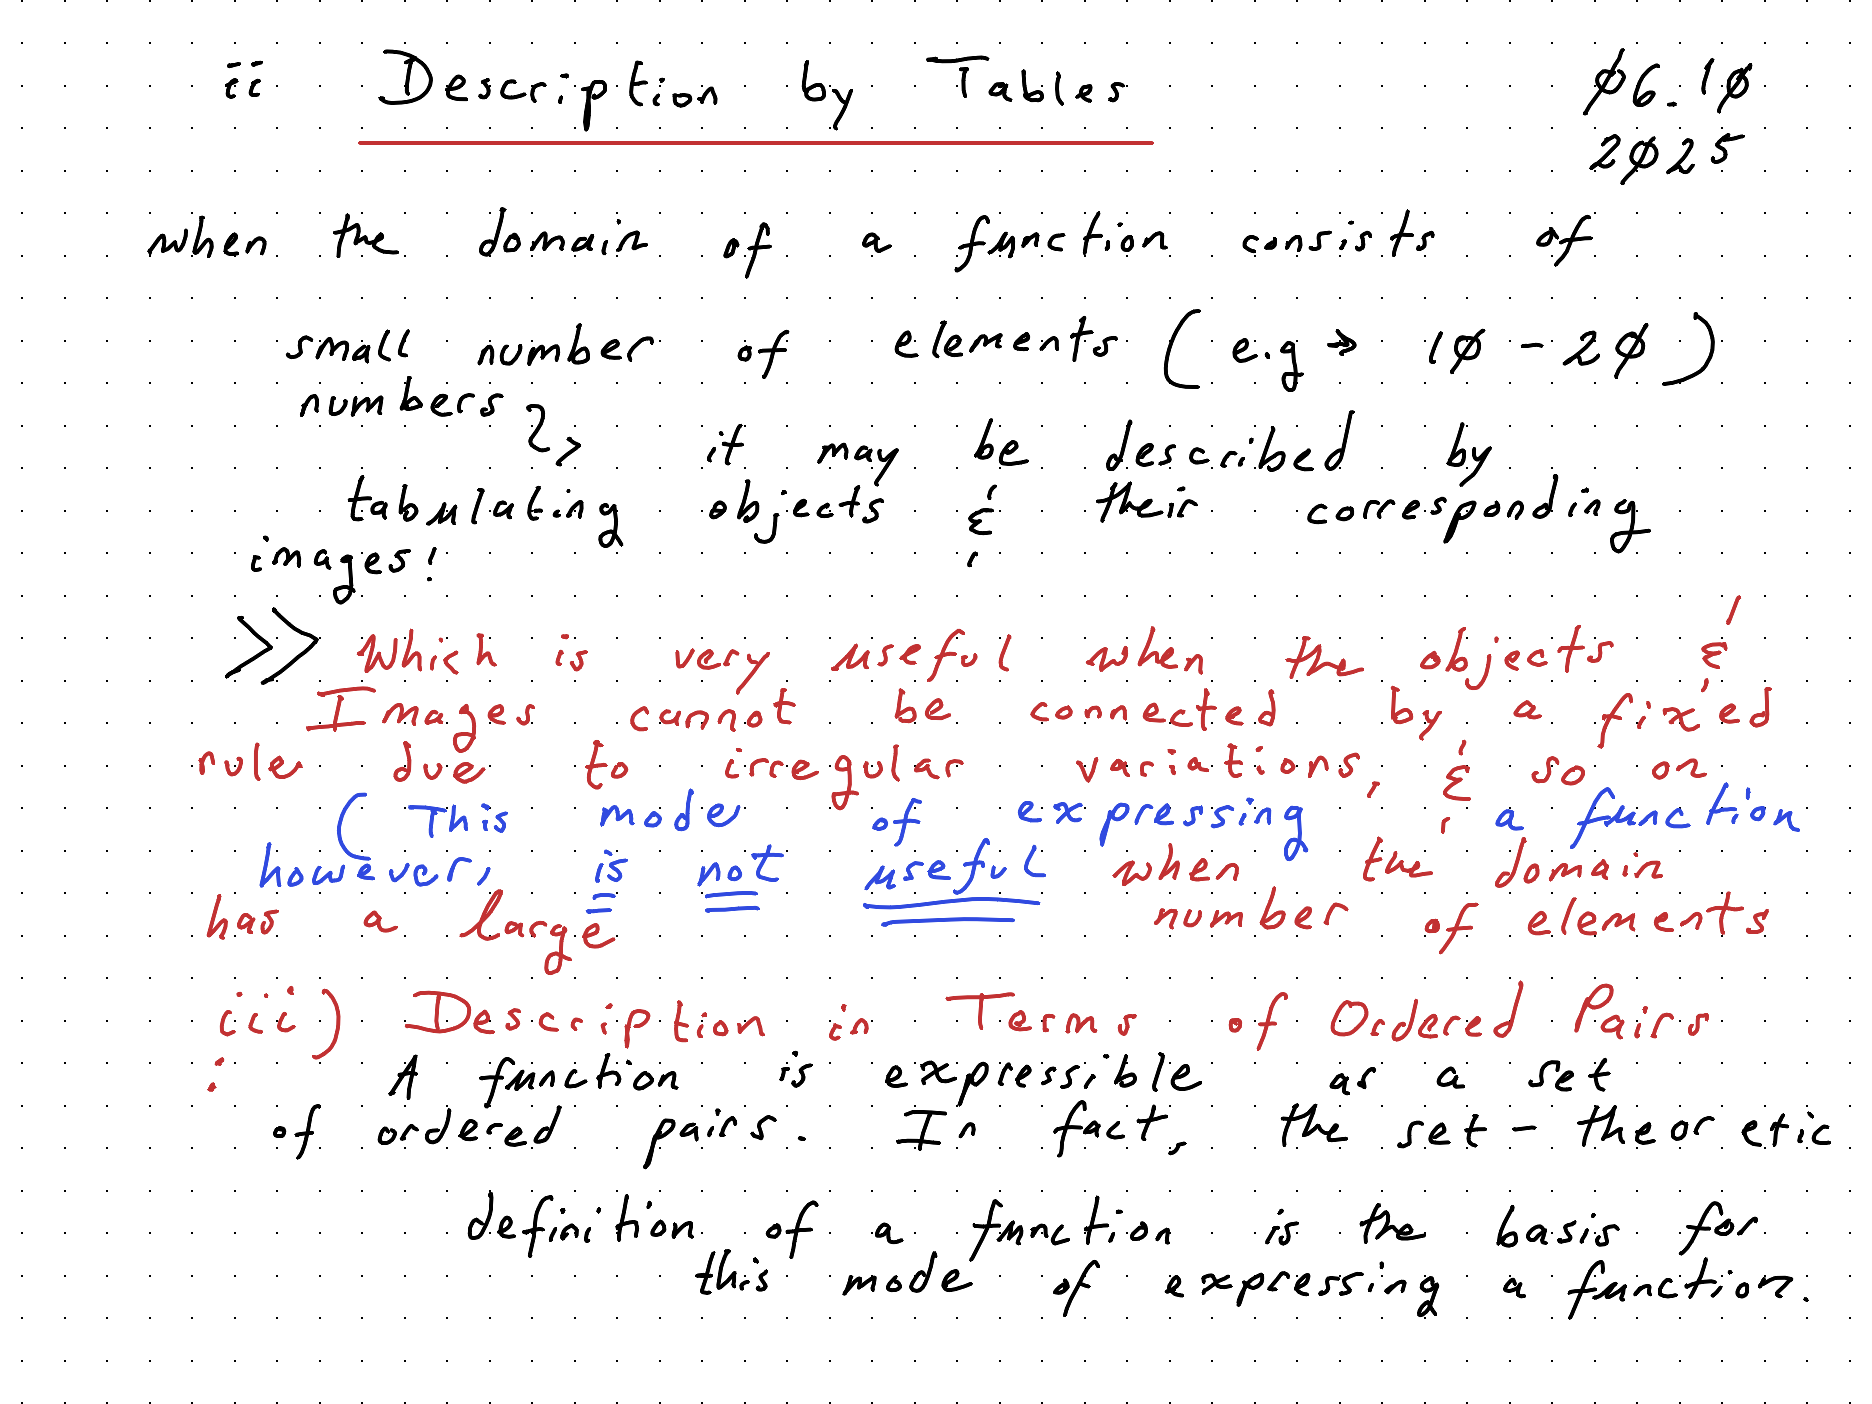 ii Description by Tables 06.10
2025
when the domain of a function consists of
small number of elements (e.g → 10 - 20)
numbers
it may be described by
tabulating objects & their corresponding
images!
>> Which is very useful when the objects &
Images cannot be connected by a fixed
rule due to irregular variations, & so on
(This mode of expressing a function
however, is not useful when the domain
has a large number of elements
iii) Description in Terms of Ordered Pairs
: A function is expressible as a set
of ordered pairs. In fact, the set - theoretic
definition of a function is the basis for
this mode of expressing a function.